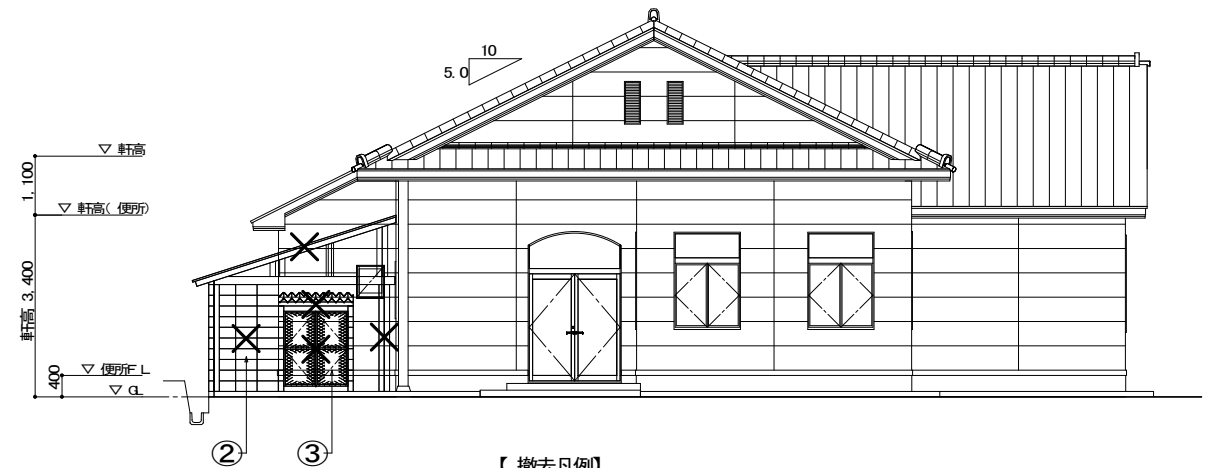 10
5.0
▽ 軒高
1,100
▽ 軒高(便所)
軒高 3,400
▽ 便所F.L
400
▽ GL
② ③
【 撤去凡例】